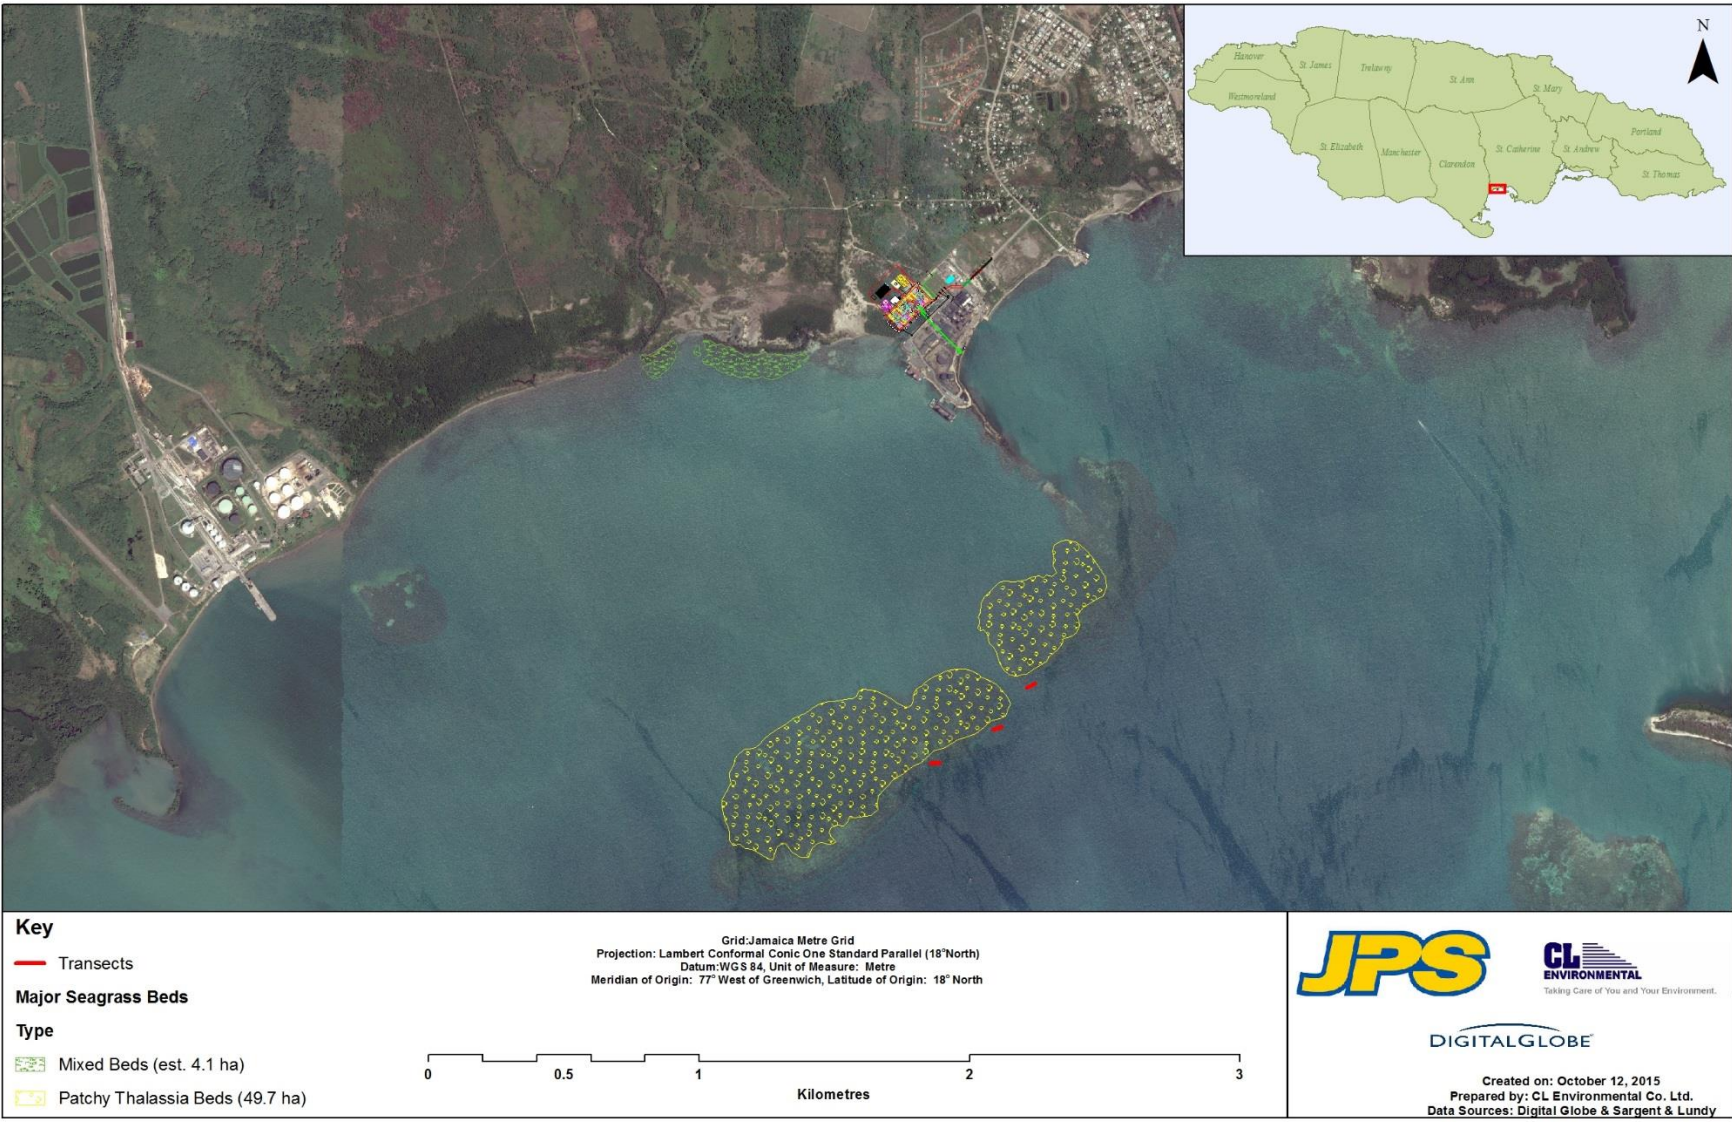 N
Hanover
St. James
Trelawny
St. Ann
St. Mary
Westmoreland
Portland
St. Elizabeth
Manchester
Clarendon
St. Catherine
St. Andrew
St. Thomas
Key
Transects
Major Seagrass Beds
Type
Mixed Beds (est. 4.1 ha)
Patchy Thalassia Beds (49.7 ha)
Grid:Jamaica Metre Grid
Projection: Lambert Conformal Conic One Standard Parallel (18°North)
Datum:WGS 84, Unit of Measure: Metre
Meridian of Origin: 77° West of Greenwich, Latitude of Origin: 18° North
0 0.5 1 2 3
Kilometres
JPS
CL
ENVIRONMENTAL
Taking Care of You and Your Environment.
DIGITALGLOBE
Created on: October 12, 2015
Prepared by: CL Environmental Co. Ltd.
Data Sources: Digital Globe & Sargent & Lundy